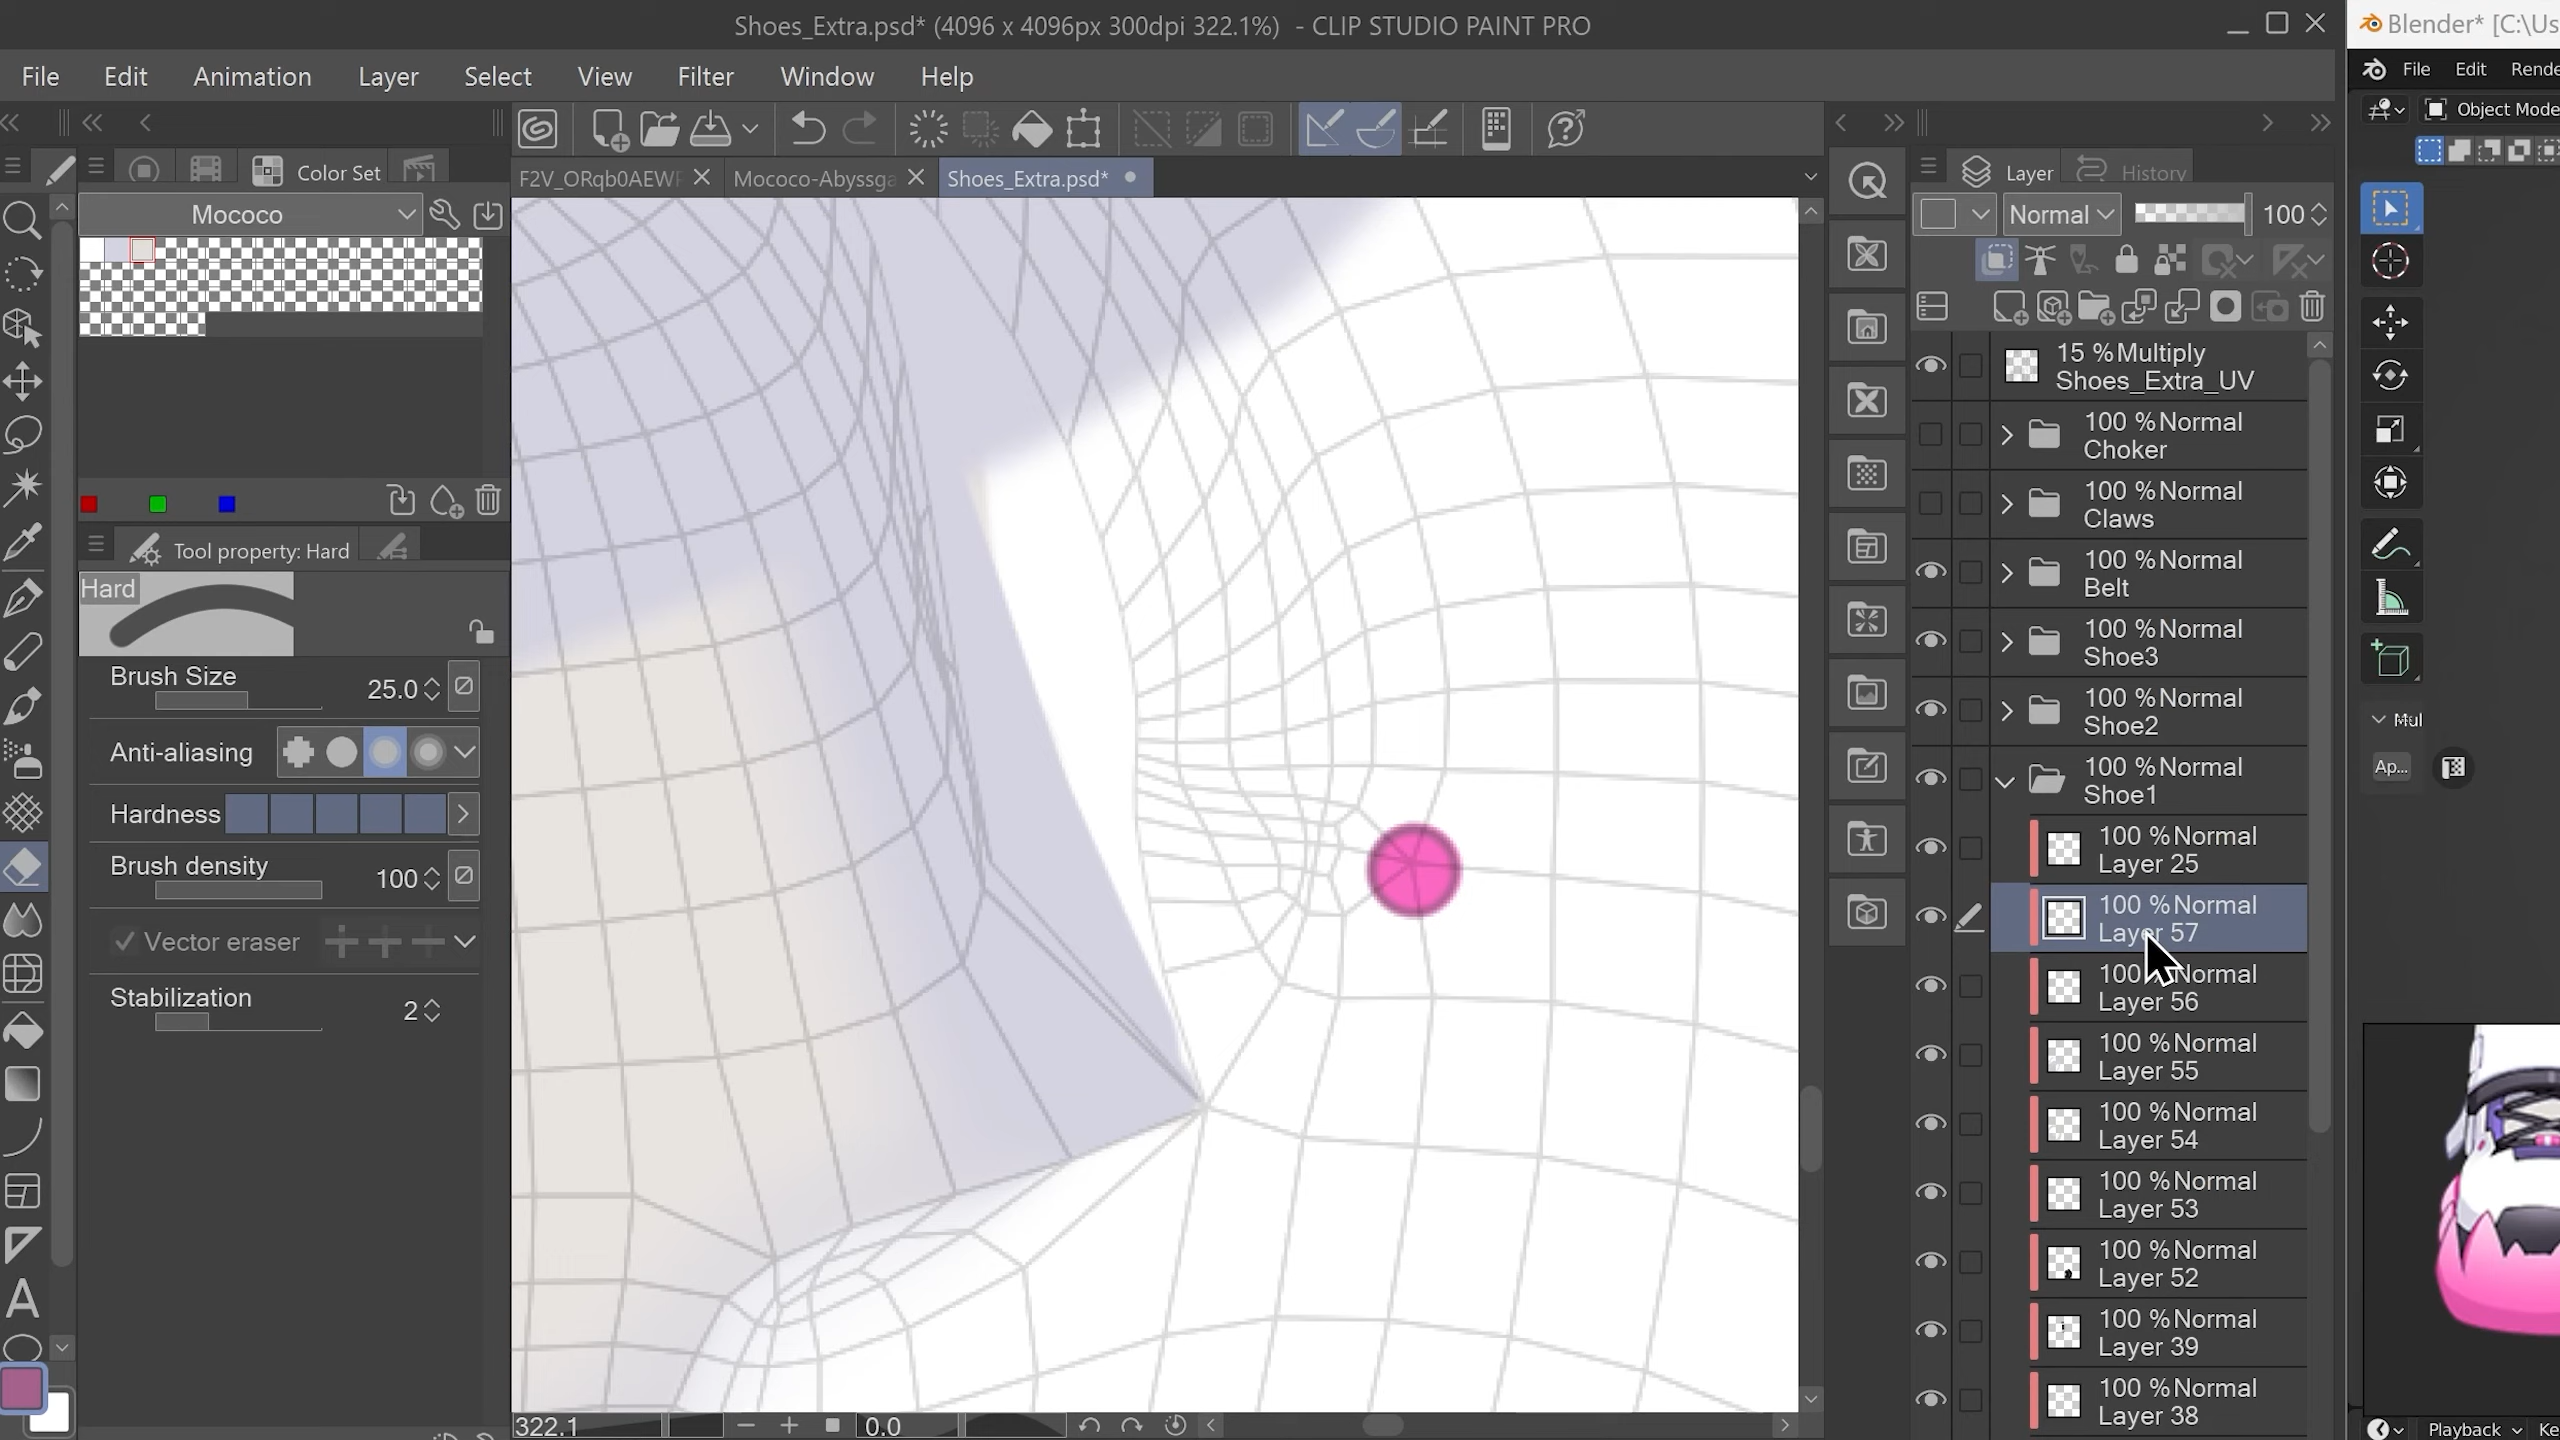 Shoes_Extra.psd* (4096 x 4096px 300dpi 322.1%) - CLIP STUDIO PAINT PRO
File Edit Animation Layer Select View Filter Window Help
Color Set
Mococo
Tool property: Hard
Hard
Brush Size 25.0
Anti-aliasing
Hardness
Brush density 100
Vector eraser
Stabilization 2
F2V_ORqb0AEWF Mococo-Abyssga Shoes_Extra.psd*
322.1 0.0
Layer History
Normal 100
15 %Multiply
Shoes_Extra_UV
100 %Normal
Choker
100 %Normal
Claws
100 %Normal
Belt
100 %Normal
Shoe3
100 %Normal
Shoe2
100 %Normal
Shoe1
100 %Normal
Layer 25
100 %Normal
Layer 57
100 %Normal
Layer 56
100 %Normal
Layer 55
100 %Normal
Layer 54
100 %Normal
Layer 53
100 %Normal
Layer 52
100 %Normal
Layer 39
100 %Normal
Layer 38
Blender* [C:\Us
File Edit Rende
Object Mode
Ap...
Playback Ke